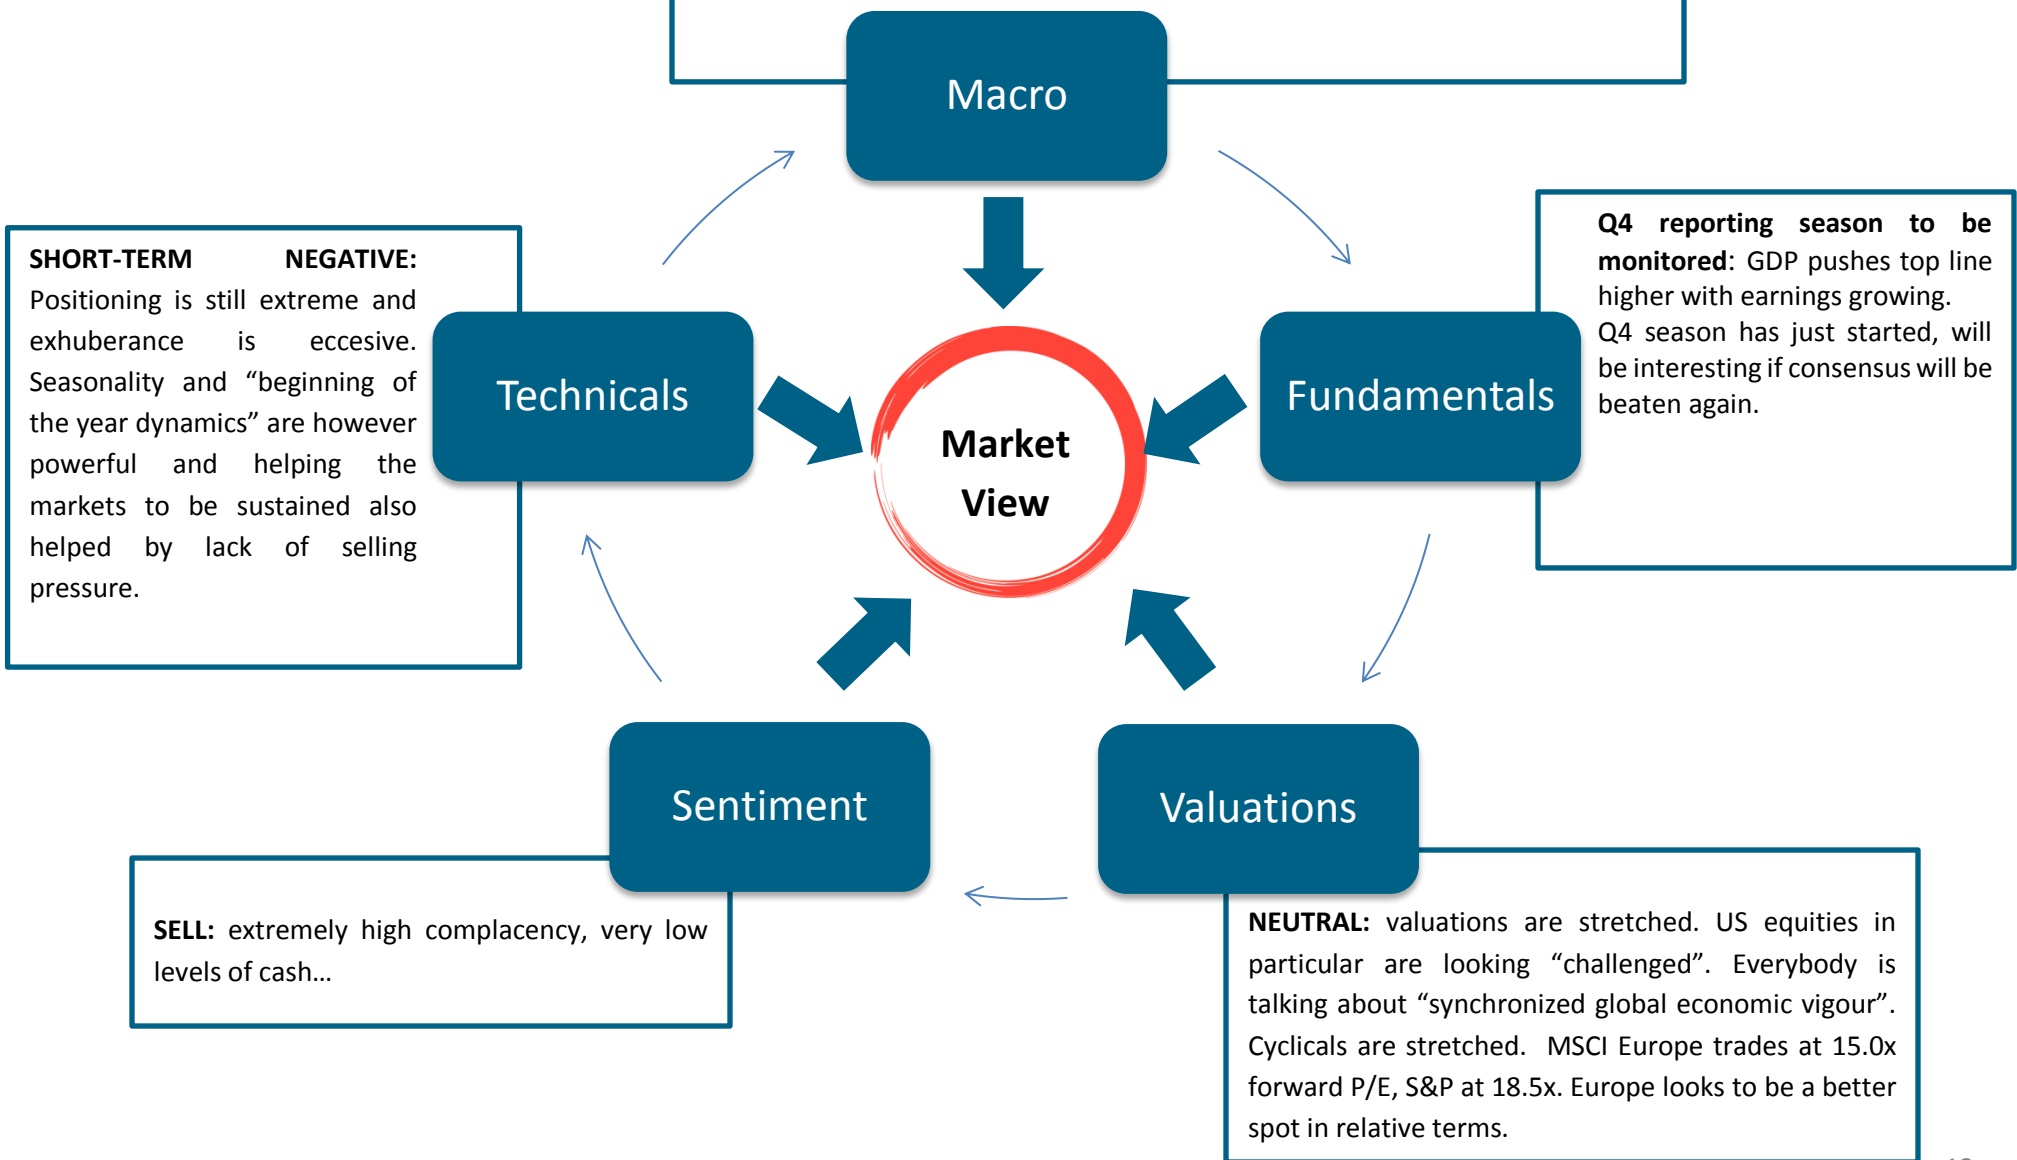 Macro
SHORT-TERM NEGATIVE:
Positioning is still extreme and
exhuberance is eccesive.
Seasonality and “beginning of
the year dynamics” are however
powerful and helping the
markets to be sustained also
helped by lack of selling
pressure.
Technicals
Market
View
Fundamentals
Q4 reporting season to be
monitored: GDP pushes top line
higher with earnings growing.
Q4 season has just started, will
be interesting if consensus will be
beaten again.
Sentiment
SELL: extremely high complacency, very low
levels of cash…
Valuations
NEUTRAL: valuations are stretched. US equities in
particular are looking “challenged”. Everybody is
talking about “synchronized global economic vigour”.
Cyclicals are stretched. MSCI Europe trades at 15.0x
forward P/E, S&P at 18.5x. Europe looks to be a better
spot in relative terms.